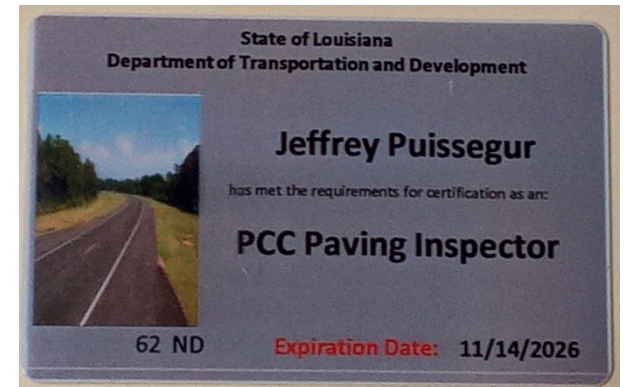 State of Louisiana
Department of Transportation and Development
Jeffrey Puissegur
has met the requirements for certification as an:
PCC Paving Inspector
62 ND
Expiration Date: 11/14/2026